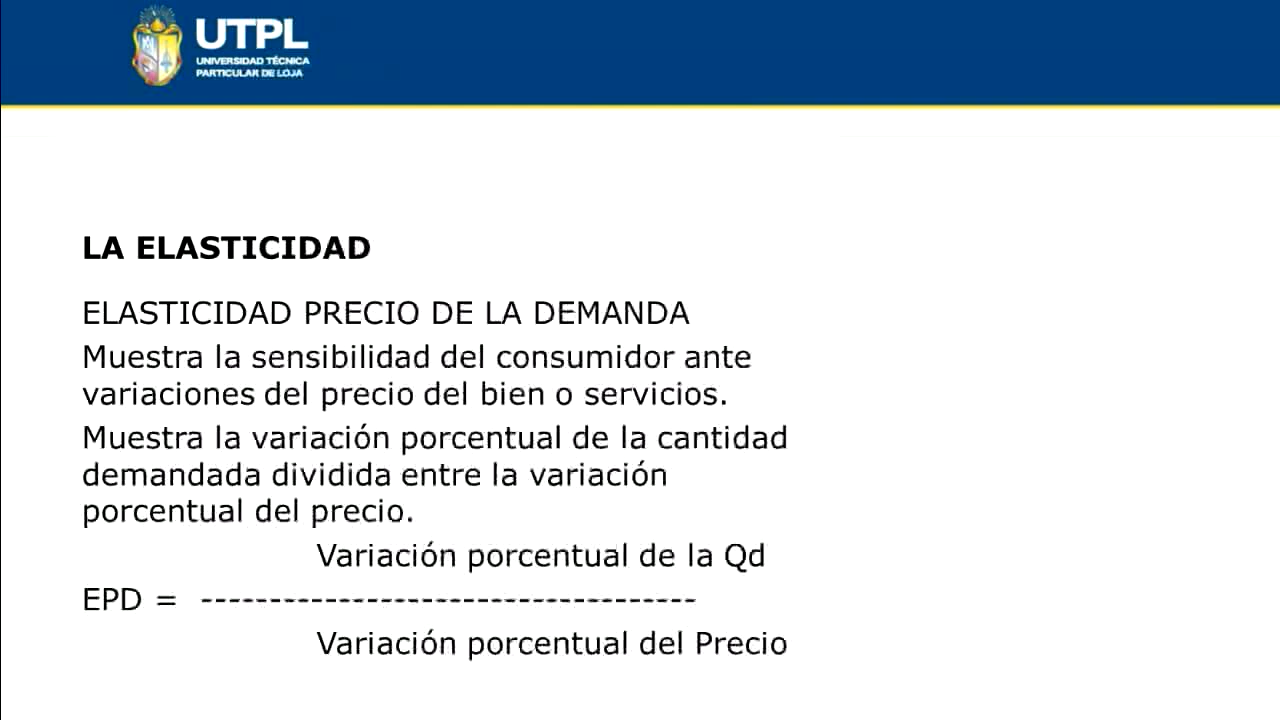 UTPL
UNIVERSIDAD TÉCNICA
PARTICULAR DE LOJA
LA ELASTICIDAD
ELASTICIDAD PRECIO DE LA DEMANDA
Muestra la sensibilidad del consumidor ante
variaciones del precio del bien o servicios.
Muestra la variación porcentual de la cantidad
demandada dividida entre la variación
porcentual del precio.
Variación porcentual de la Qd
EPD = ------------------------------------
Variación porcentual del Precio